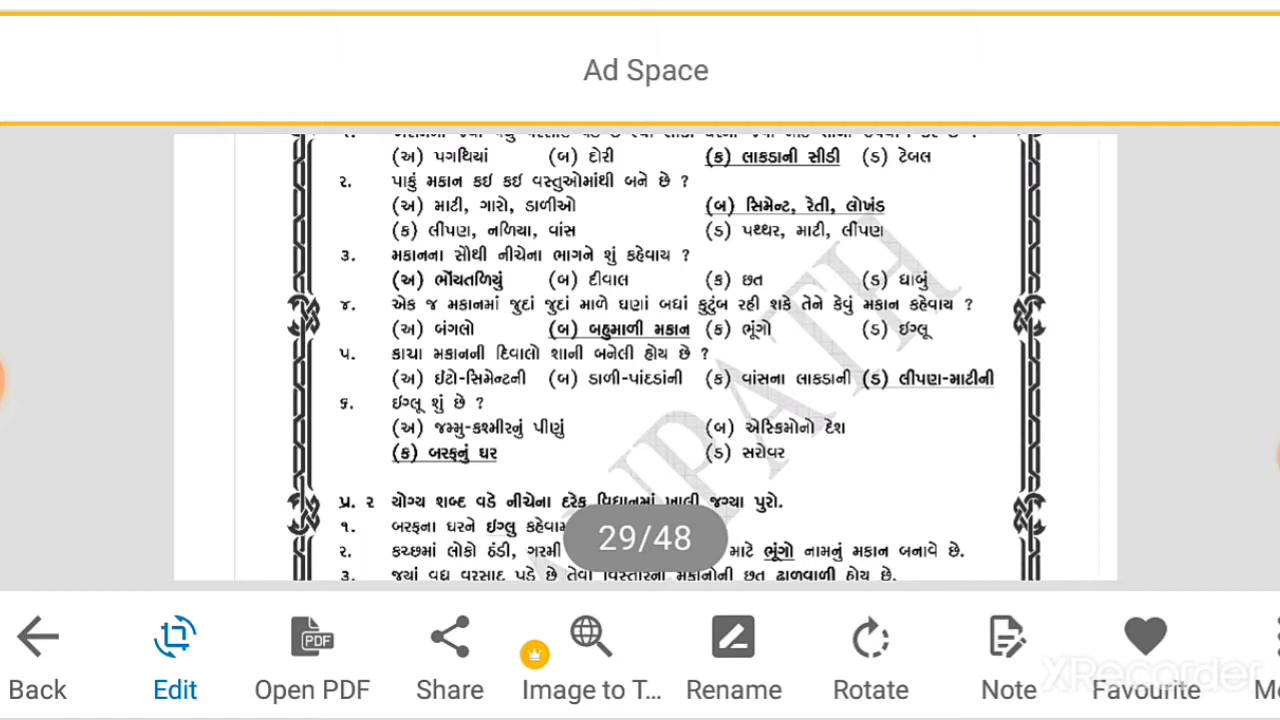 Ad Space
(અ) પગથિયાં (બ) દોરી (ક) લાકડાની સીડી (ડ) ટેબલ
૨. પાકું મકાન કઈ કઈ વસ્તુઓમાંથી બને છે ?
(અ) માટી, ગારો, ડાળીઓ (બ) સિમેન્ટ, રેતી, લોખંડ
(ક) લીપણ, નળિયા, વાંસ (ડ) પથ્થર, માટી, લીપણ
૩. મકાનના સૌથી નીચેના ભાગને શું કહેવાય ?
(અ) ભોંયતળિયું (બ) દીવાલ (ક) છત (ડ) ધાબું
૪. એક જ મકાનમાં જુદાં જુદાં માળે ઘણાં બધાં કુટુંબ રહી શકે તેને કેવું મકાન કહેવાય ?
(અ) બંગલો (બ) બહુમાળી મકાન (ક) ભૂંગો (ડ) ઈગ્લૂ
૫. કાચા મકાનની દિવાલો શાની બનેલી હોય છે ?
(અ) ઈંટો-સિમેન્ટની (બ) ડાળી-પાંદડાંની (ક) વાંસના લાકડાની (ડ) લીપણ-માટીની
૬. ઈગ્લૂ શું છે ?
(અ) જમ્મુ-કશ્મીરનું પીણું (બ) એસ્કિમોનો દેશ
(ક) બરફનું ઘર (ડ) સરોવર
પ્ર. ૨ યોગ્ય શબ્દ વડે નીચેના દરેક વિધાનમાં ખાલી જગ્યા પુરો.
૧. બરફના ઘરને ઈગ્લુ
૨. કચ્છમાં લોકો ઠંડી, ગરમી માટે ભૂંગો નામનું મકાન બનાવે છે.
૩. જ્યાં વધુ વરસાદ પડે છે તેવા વિસ્તારના મકાનોની છત ઢાળવાળી હોય છે.
29/48
PDF
Back Edit Open PDF Share Image to T... Rename Rotate Note Favourite
XRecorder